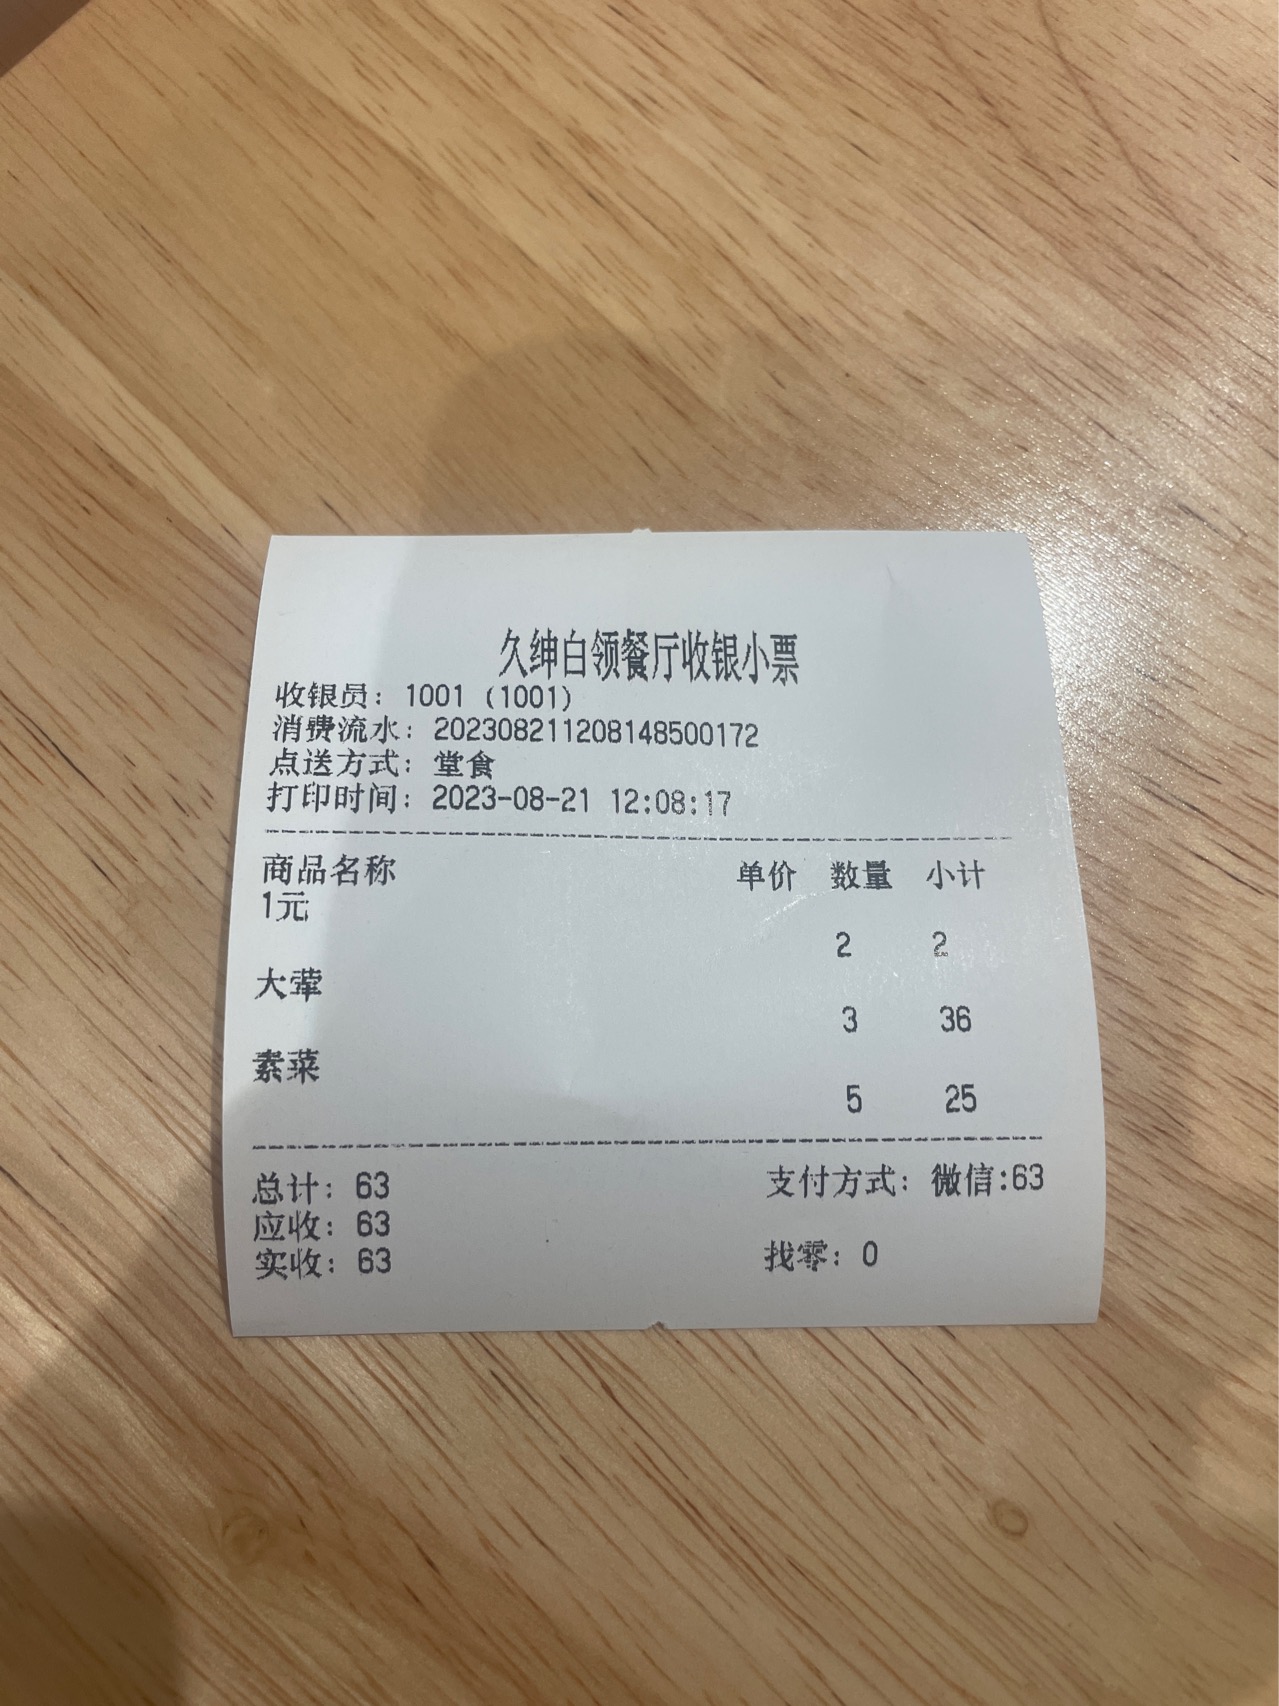 久绅白领餐厅收银小票
收银员：1001 (1001)
消费流水：202308211208148500172
点送方式：堂食
打印时间：2023-08-21 12:08:17
商品名称 单价 数量 小计
1元
2 2
大荤
3 36
素菜
5 25
总计：63 支付方式：微信:63
应收：63
实收：63 找零：0